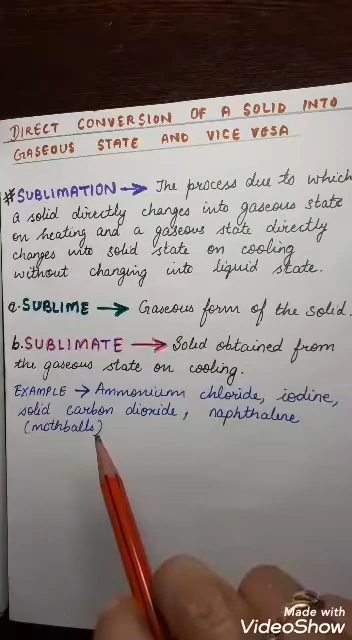 DIRECT CONVERSION OF A SOLID INTO
GASEOUS STATE AND VICE VERSA
*SUBLIMATION → The process due to which
a solid directly changes into gaseous state
on heating and a gaseous state directly
changes into solid state on cooling
without changing into liquid state.
a. SUBLIME → Gaseous form of the solid.
b. SUBLIMATE → Solid obtained from
the gaseous state on cooling.
EXAMPLE → Ammonium chloride, iodine,
solid carbon dioxide, naphthalene
(mothballs)
Made with
VideoShow